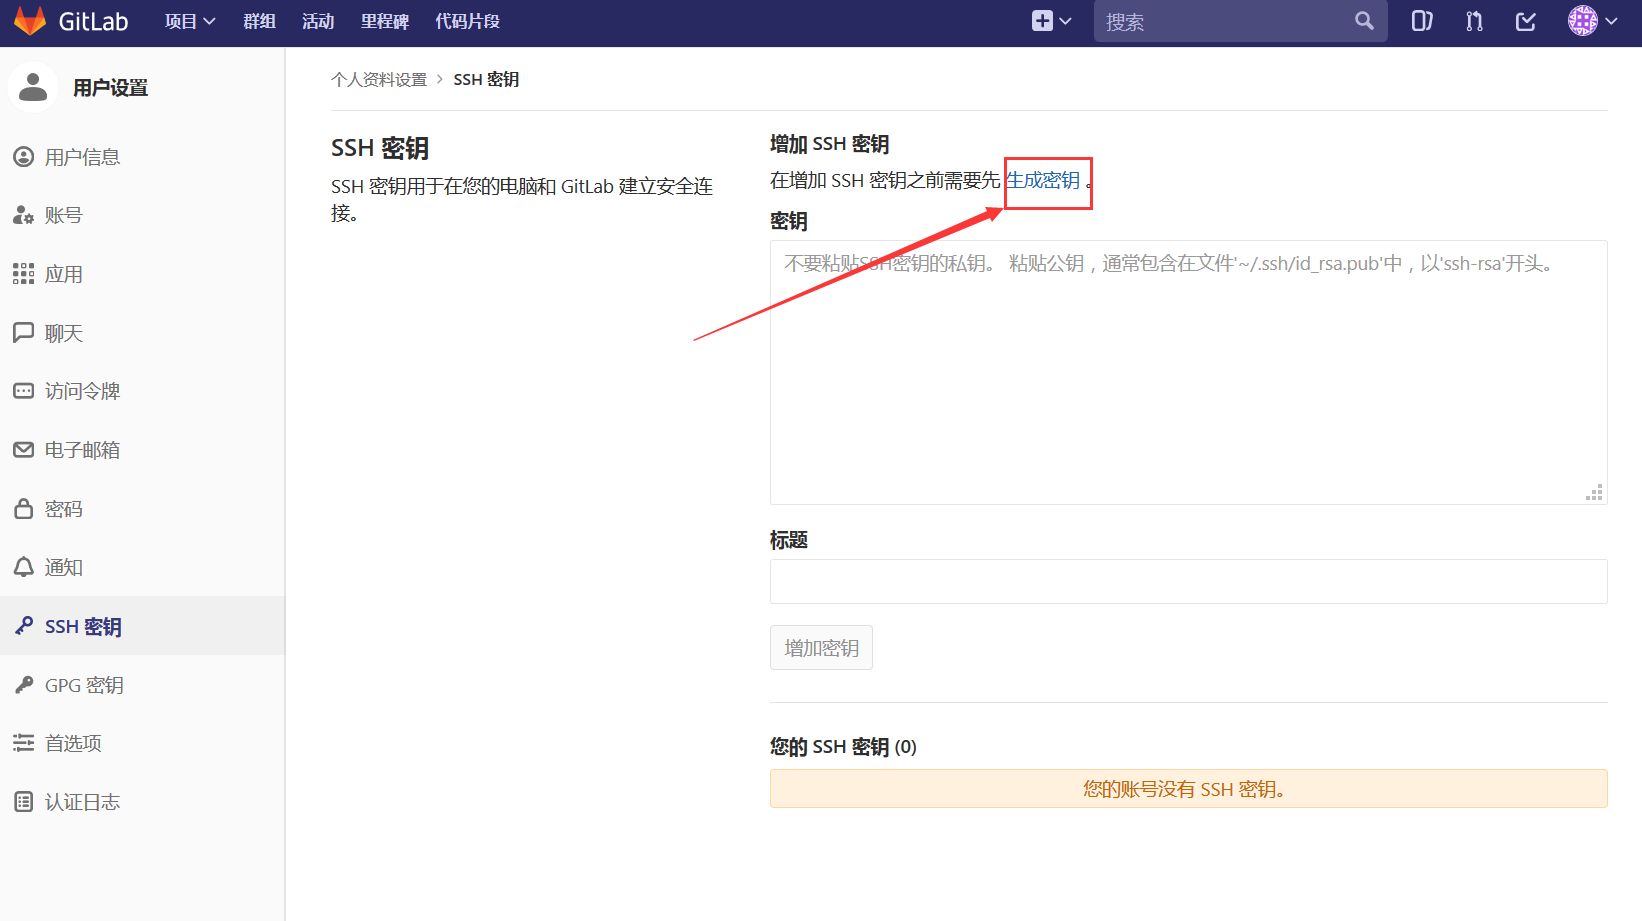 GitLab 项目 群组 活动 里程碑 代码片段 搜索
用户设置
用户信息
账号
应用
聊天
访问令牌
电子邮箱
密码
通知
SSH 密钥
GPG 密钥
首选项
认证日志
个人资料设置 > SSH 密钥
SSH 密钥
SSH 密钥用于在您的电脑和 GitLab 建立安全连
接。
增加 SSH 密钥
在增加 SSH 密钥之前需要先 生成密钥 。
密钥
不要粘贴SSH密钥的私钥。 粘贴公钥，通常包含在文件'~/.ssh/id_rsa.pub'中，以'ssh-rsa'开头。
标题
增加密钥
您的 SSH 密钥 (0)
您的账号没有 SSH 密钥。